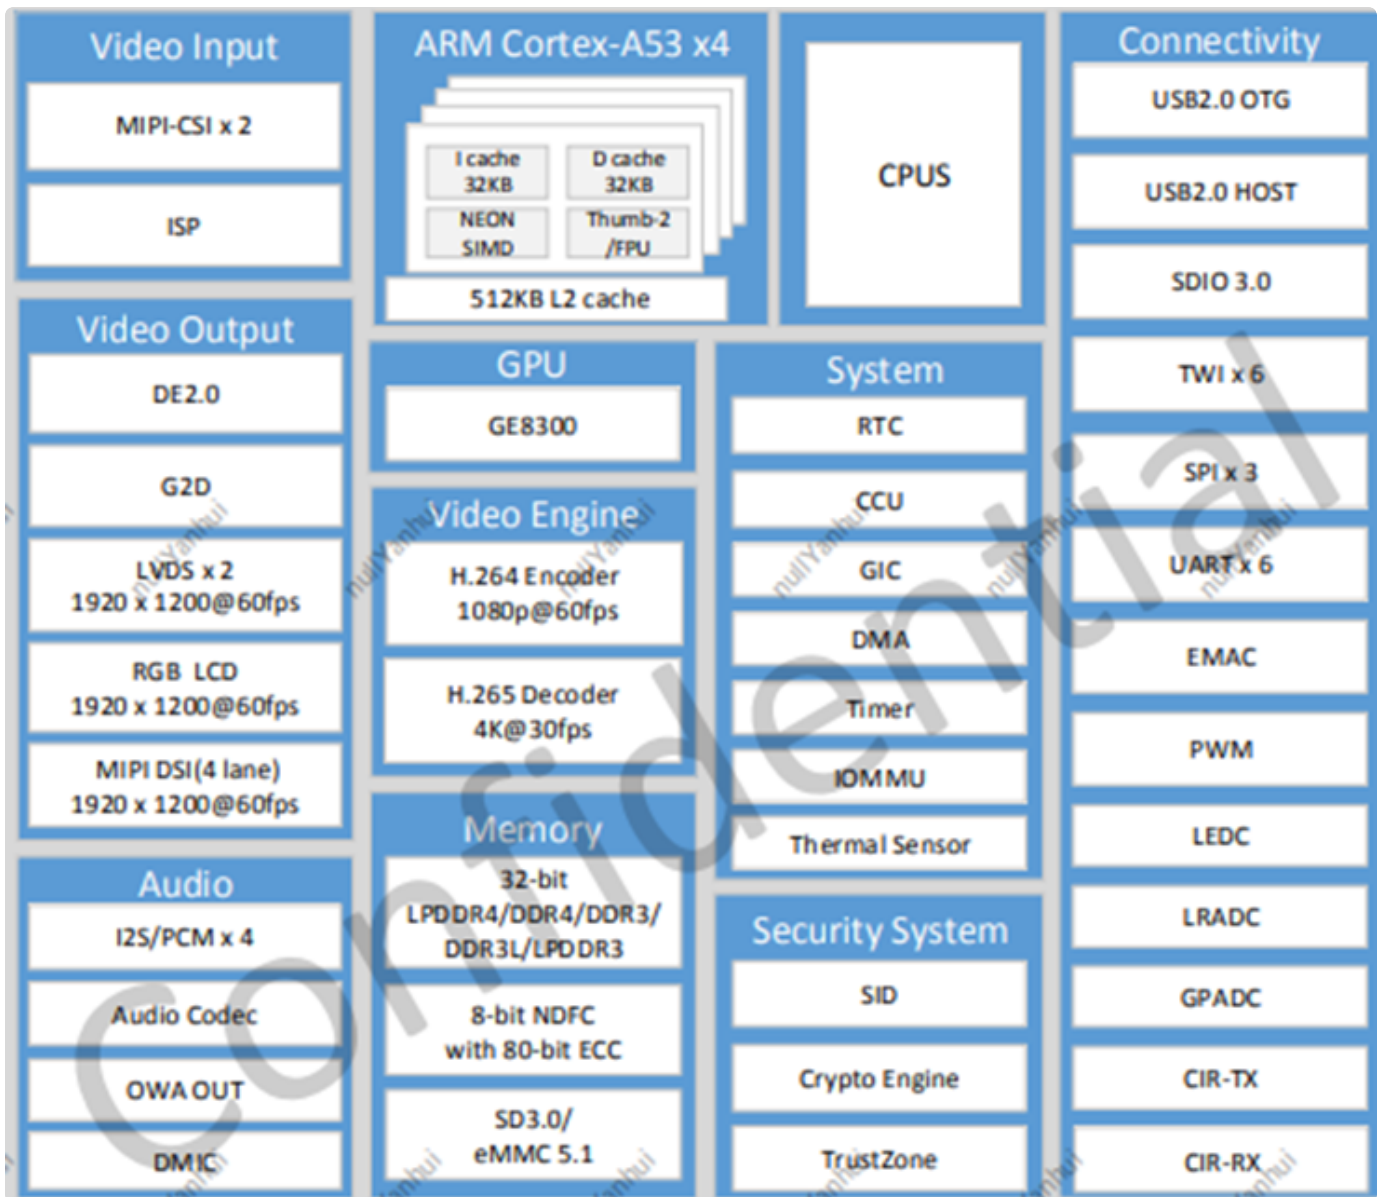 Video Input
MIPI-CSI x 2
ISP
Video Output
DE2.0
G2D
LVDS x 2
1920 x 1200@60fps
RGB LCD
1920 x 1200@60fps
MIPI DSI(4 lane)
1920 x 1200@60fps
Audio
I2S/PCM x 4
Audio Codec
OWA OUT
DMIC
ARM Cortex-A53 x4
I cache
32KB
D cache
32KB
NEON
SIMD
Thumb-2
/FPU
512KB L2 cache
CPUS
GPU
GE8300
Video Engine
H.264 Encoder
1080p@60fps
H.265 Decoder
4K@30fps
Memory
32-bit
LPDDR4/DDR4/DDR3/
DDR3L/LPDDR3
8-bit NDFC
with 80-bit ECC
SD3.0/
eMMC 5.1
System
RTC
CCU
GIC
DMA
Timer
IOMMU
Thermal Sensor
Security System
SID
Crypto Engine
TrustZone
Connectivity
USB2.0 OTG
USB2.0 HOST
SDIO 3.0
TWI x 6
SPI x 3
UART x 6
EMAC
PWM
LEDC
LRADC
GPADC
CIR-TX
CIR-RX
Confidential
nullYanhui
nullYanhui
nullYanhui
nullYanhui
nullYanhui
nullYanhui